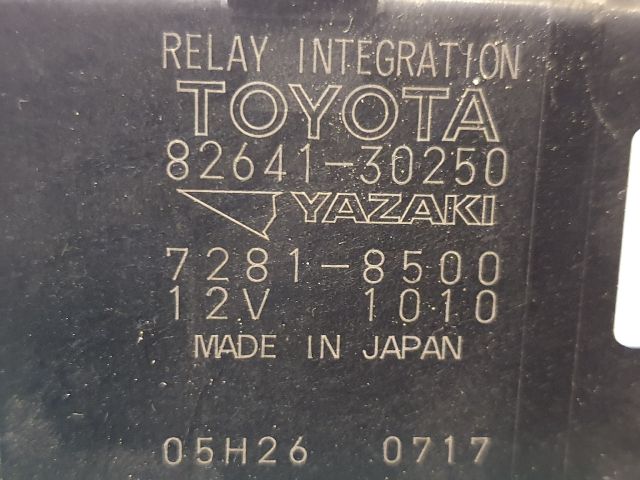 RELAY INTEGRATION
TOYOTA
82641-30250
YAZAKI
7281-8500
12V 1010
MADE IN JAPAN
05H26 0717